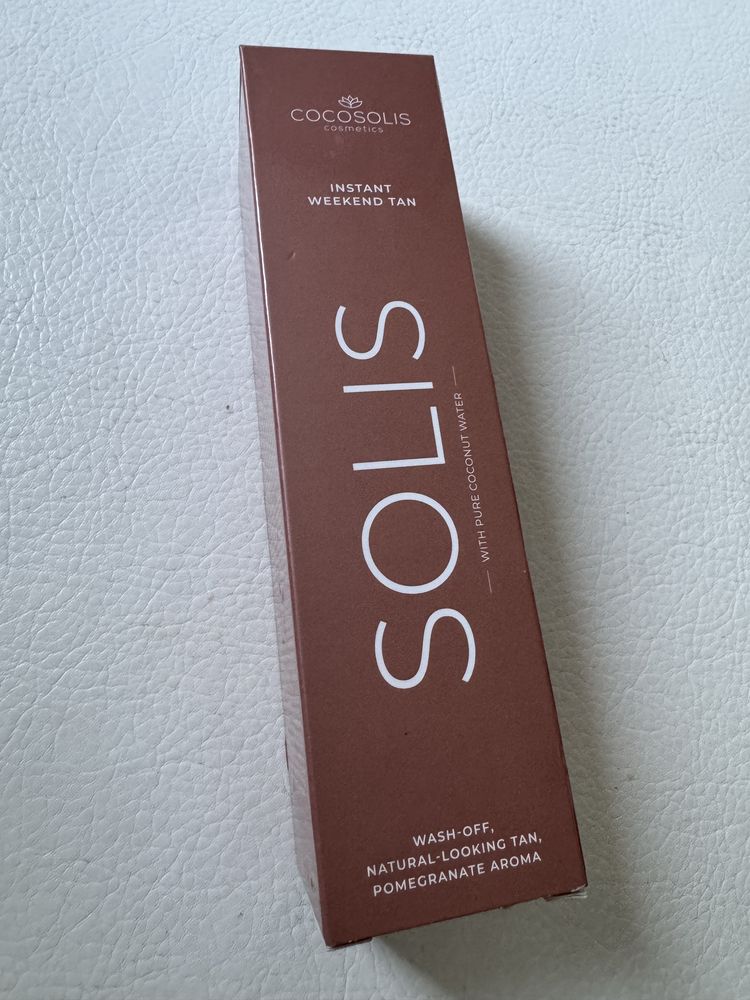 COCOSOLIS
cosmetics
INSTANT
WEEKEND TAN
SOLIS
WITH PURE COCONUT WATER
WASH-OFF,
NATURAL-LOOKING TAN,
POMEGRANATE AROMA